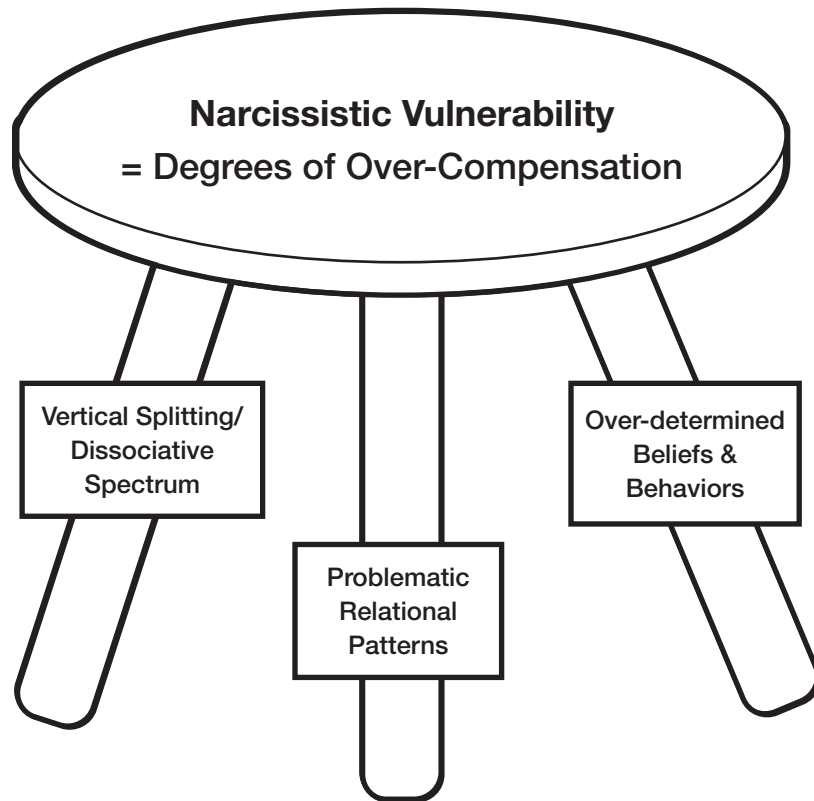 Narcissistic Vulnerability
= Degrees of Over-Compensation
Vertical Splitting/
Dissociative
Spectrum
Problematic
Relational
Patterns
Over-determined
Beliefs &
Behaviors